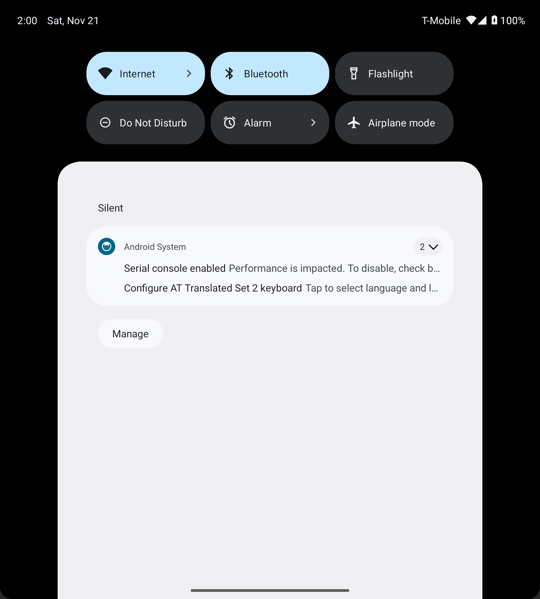 2:00 Sat, Nov 21 T-Mobile 100%
Internet Bluetooth Flashlight
Do Not Disturb Alarm Airplane mode
Silent
Android System 2
Serial console enabled Performance is impacted. To disable, check b…
Configure AT Translated Set 2 keyboard Tap to select language and l…
Manage